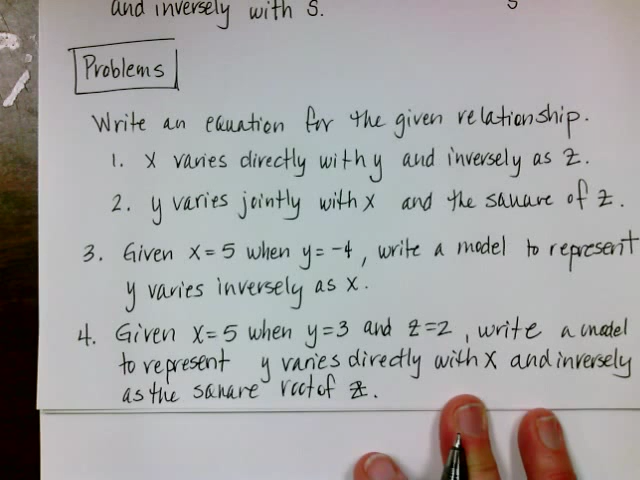 and inversely with S.
Problems
Write an equation for the given relationship.
1. X varies directly with y and inversely as Z.
2. y varies jointly with X and the square of Z.
3. Given X = 5 when y = -4, write a model to represent
y varies inversely as X.
4. Given X = 5 when y = 3 and Z = 2, write a model
to represent y varies directly with X and inversely
as the square root of Z.